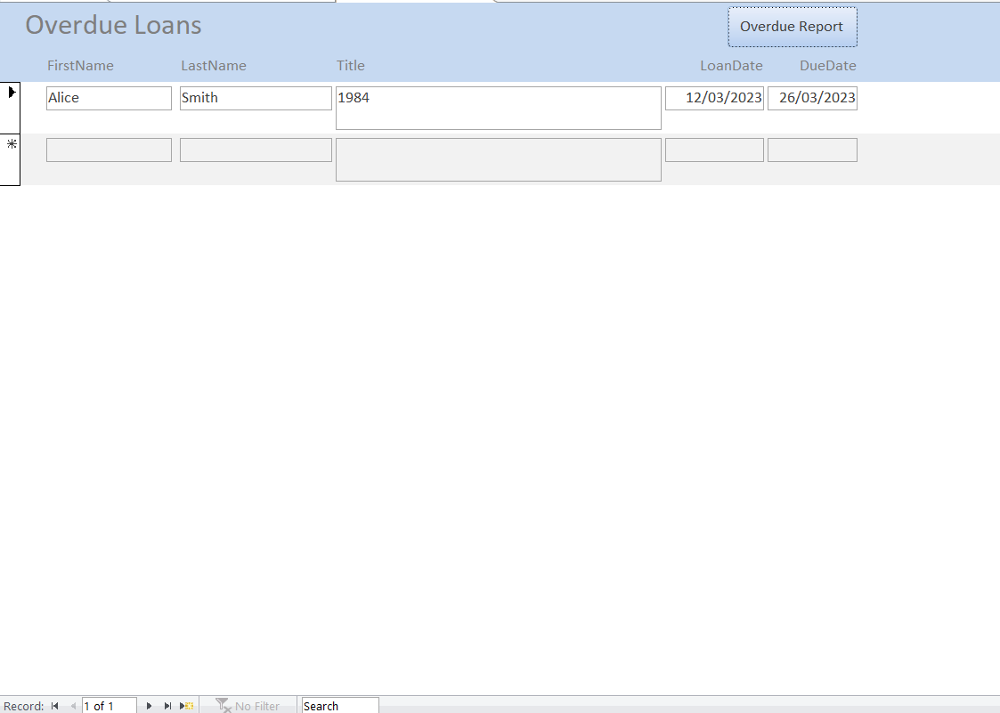 Overdue Loans
Overdue Report
FirstName LastName Title LoanDate DueDate
Alice Smith 1984 12/03/2023 26/03/2023
Record: 1 of 1 No Filter Search